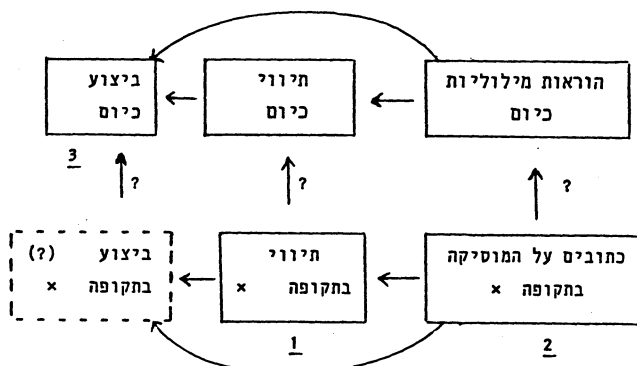 הוראות מילוליות
כיום
תיווי
כיום
ביצוע
כיום
3
?
?
?
כתובים על המוסיקה
בתקופה ×
תיווי
בתקופה ×
ביצוע (?)
בתקופה ×
1
2